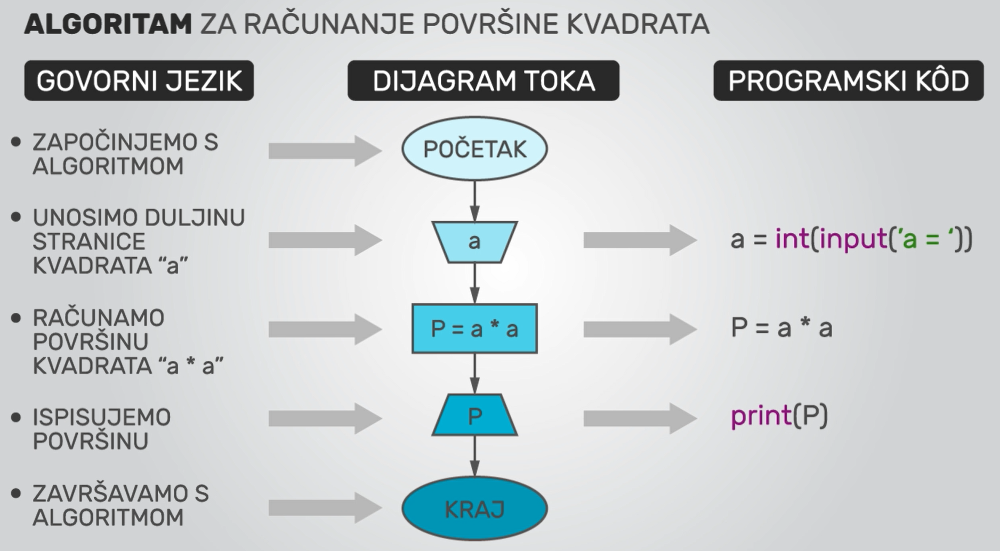 ALGORITAM ZA RAČUNANJE POVRŠINE KVADRATA
GOVORNI JEZIK
DIJAGRAM TOKA
PROGRAMSKI KÔD
• ZAPOČINJEMO S
ALGORITMOM
POČETAK
• UNOSIMO DULJINU
STRANICE
KVADRATA “a”
a
a = int(input(’a = ‘))
• RAČUNAMO
POVRŠINU
KVADRATA “a * a”
P = a * a
P = a * a
• ISPISUJEMO
POVRŠINU
P
print(P)
• ZAVRŠAVAMO S
ALGORITMOM
KRAJ